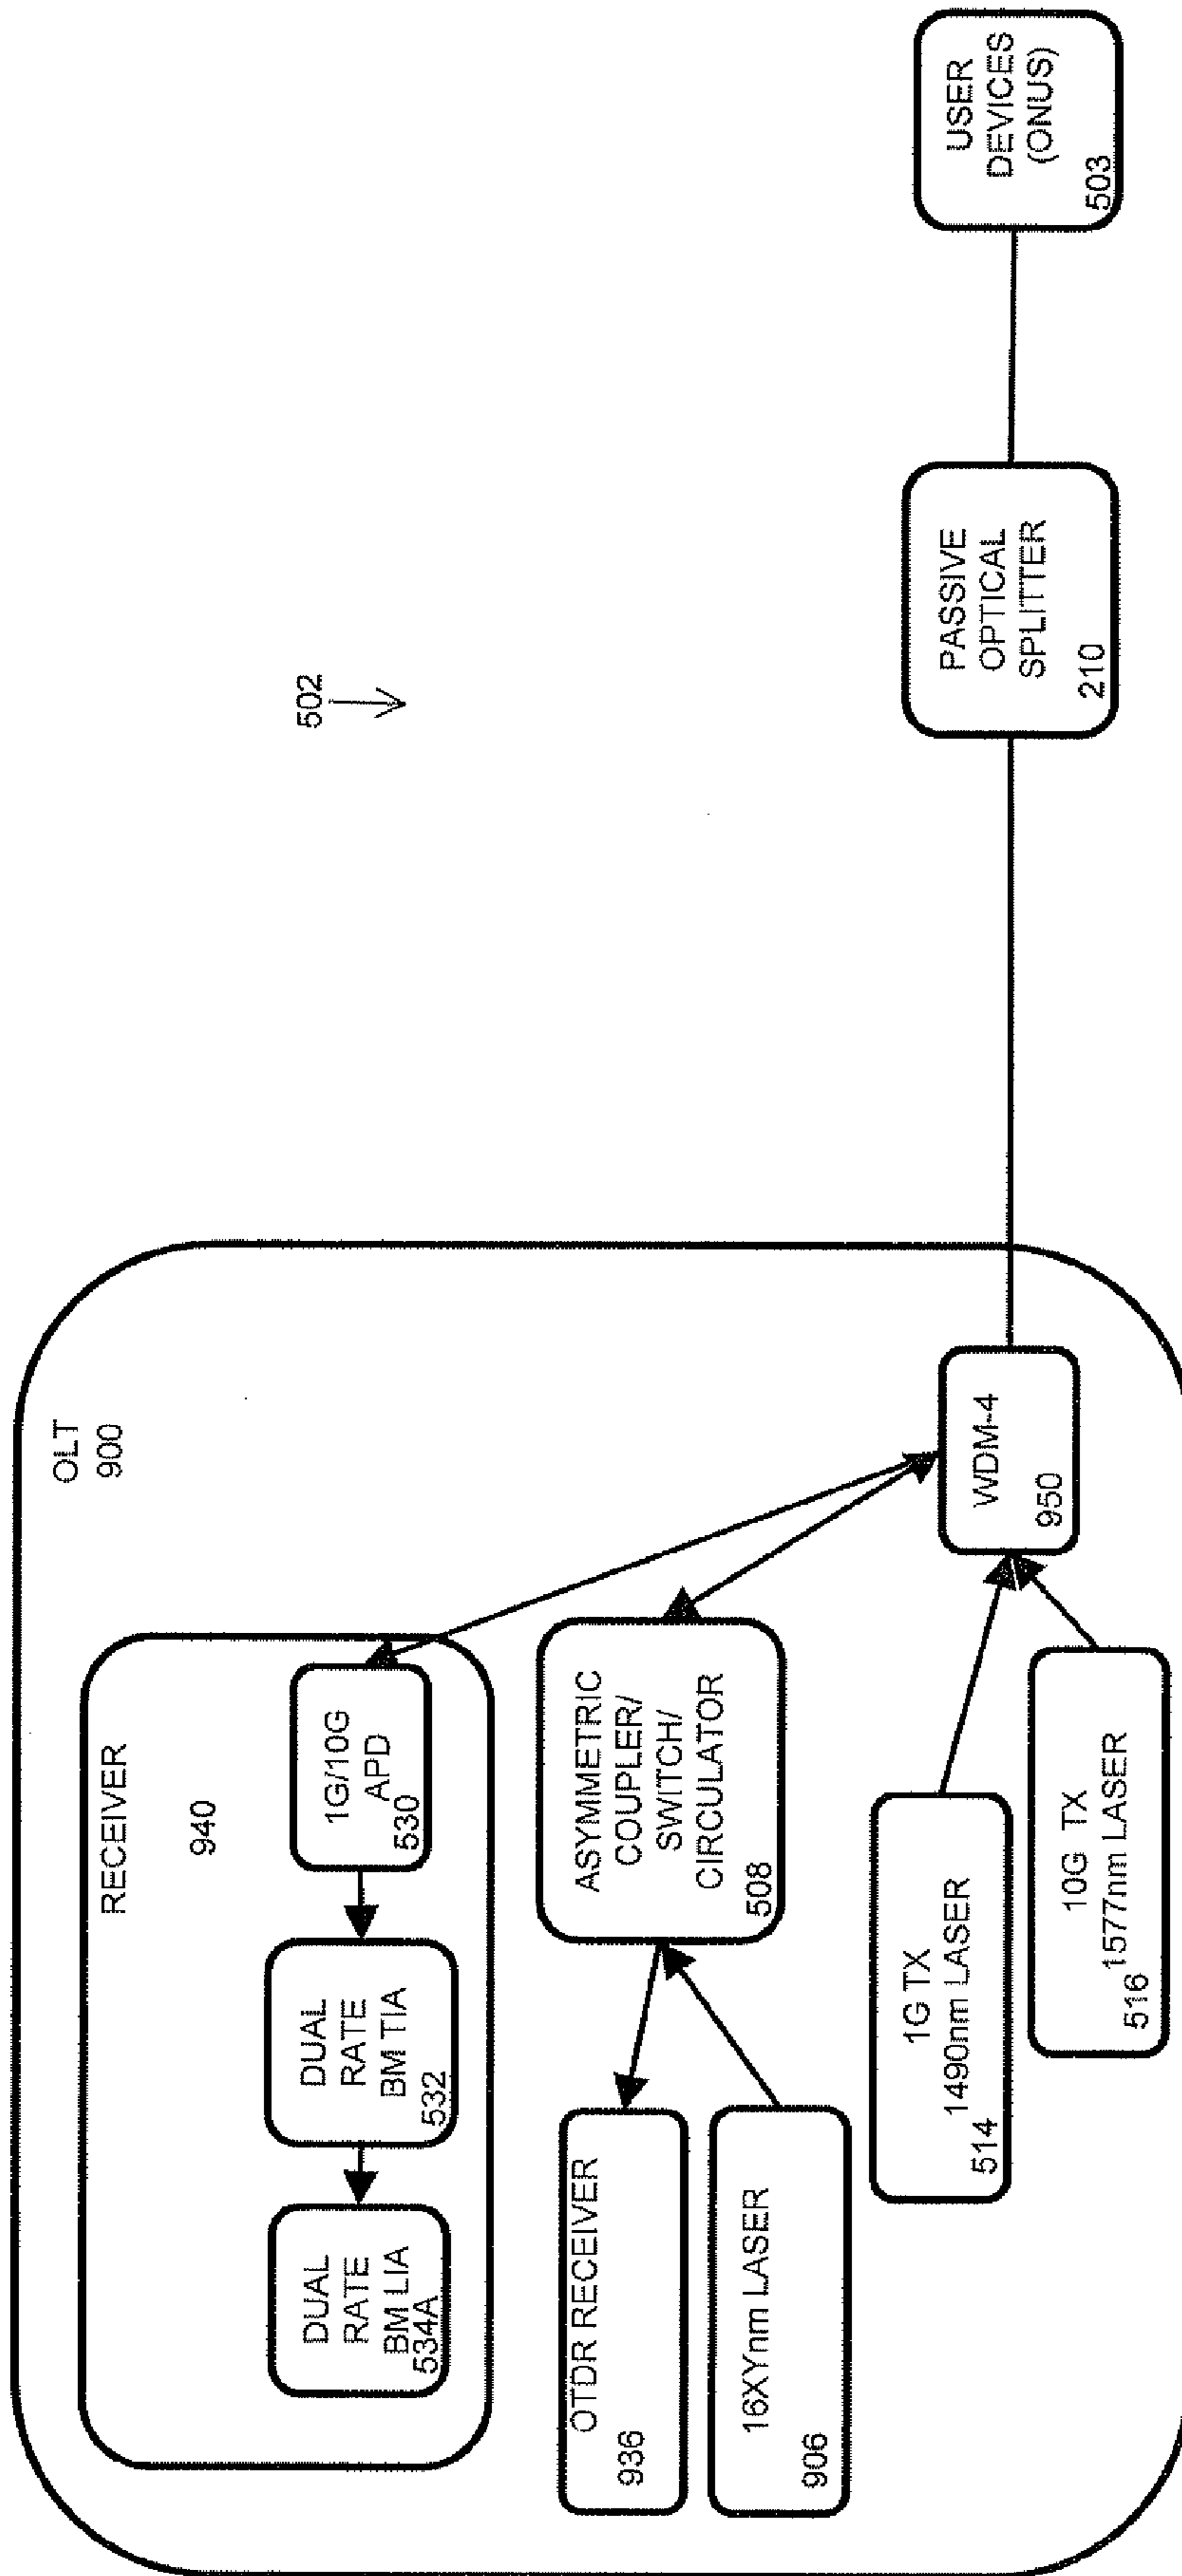 OLT
900
RECEIVER
940
DUAL
RATE
BM LIA
534A
DUAL
RATE
BM TIA
532
1G/10G
APD
530
502
OTDR RECEIVER
936
16XYnm LASER
906
ASYMMETRIC
COUPLER/
SWITCH/
CIRCULATOR
508
1G TX
1490nm LASER
514
10G TX
1577nm LASER
516
WDM-4
950
PASSIVE
OPTICAL
SPLITTER
210
USER
DEVICES
(ONUS)
503